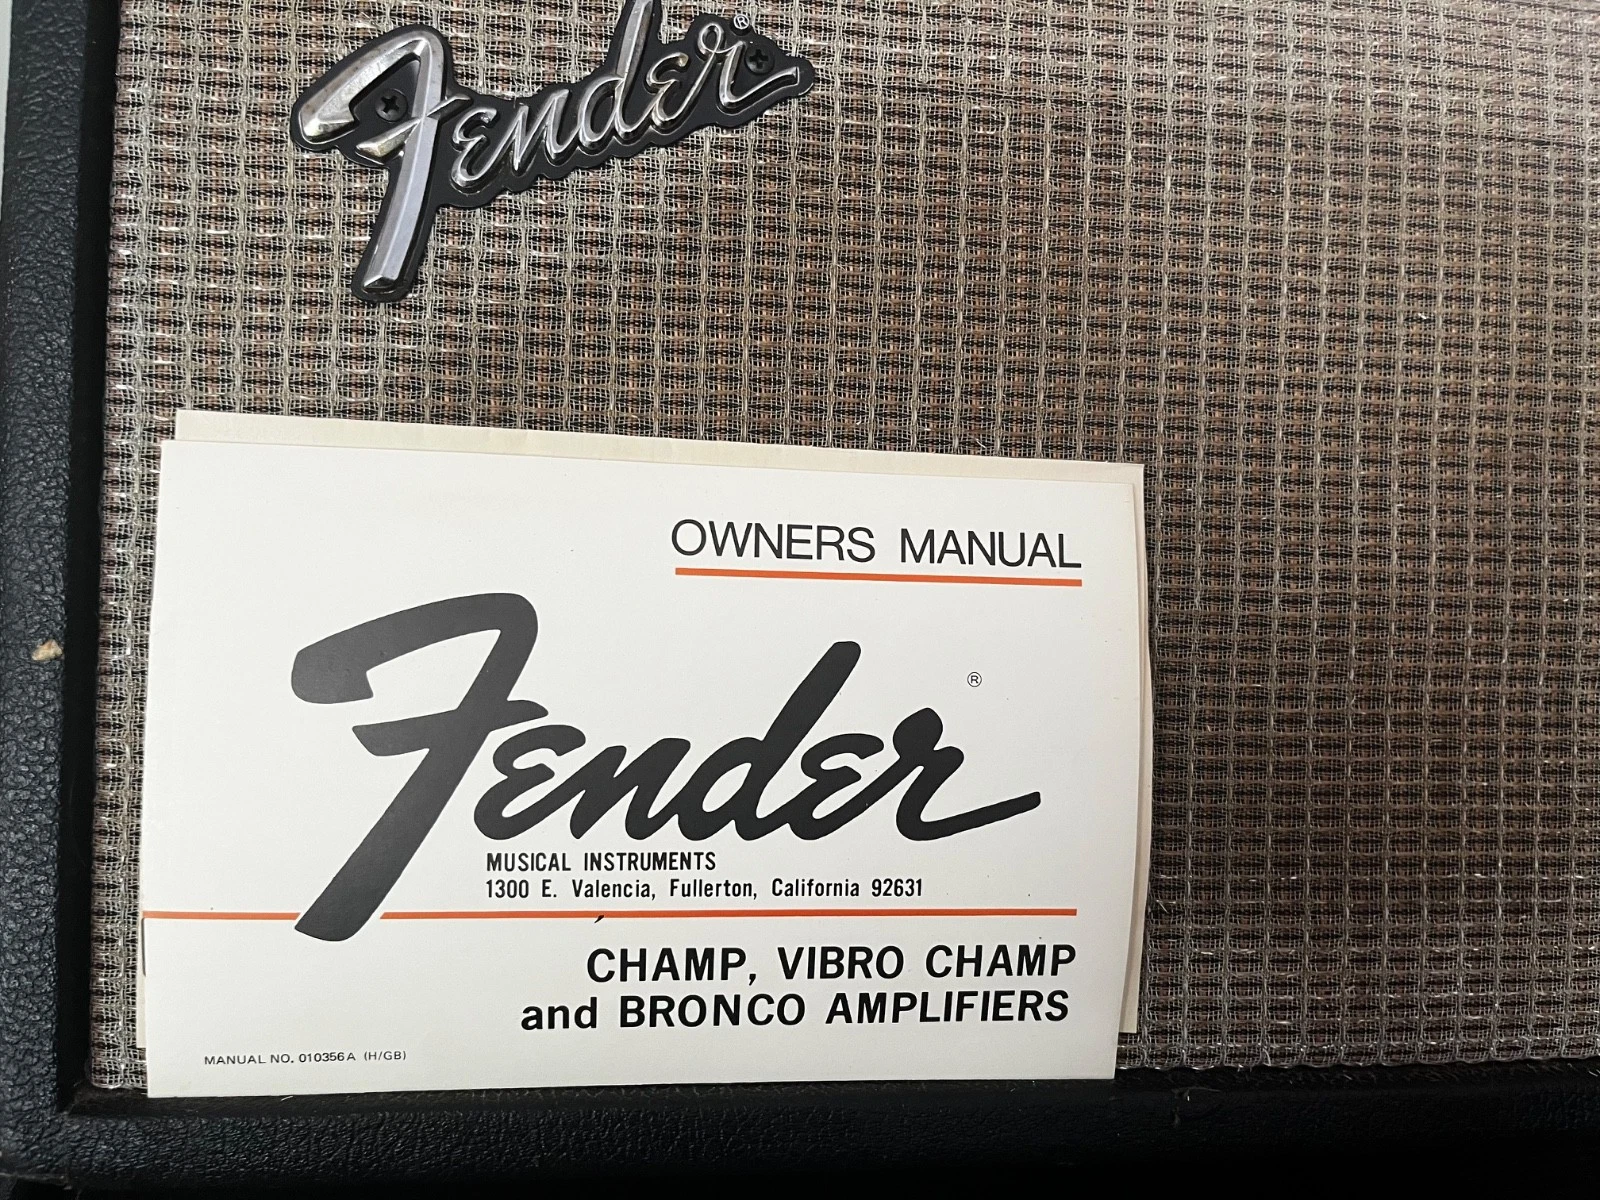 Fender®
OWNERS MANUAL
Fender®
MUSICAL INSTRUMENTS
1300 E. Valencia, Fullerton, California 92631
CHAMP, VIBRO CHAMP
and BRONCO AMPLIFIERS
MANUAL NO. 010356A (H/GB)